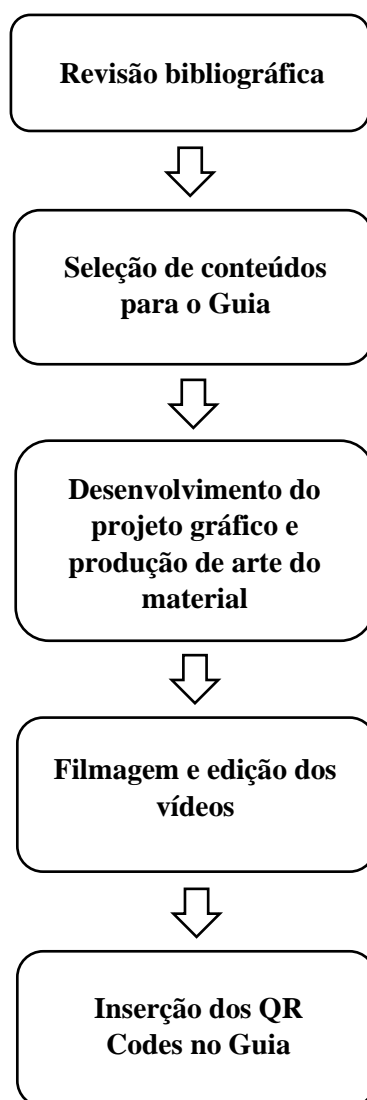 Revisão bibliográfica
Seleção de conteúdos
para o Guia
Desenvolvimento do
projeto gráfico e
produção de arte do
material
Filmagem e edição dos
vídeos
Inserção dos QR
Codes no Guia